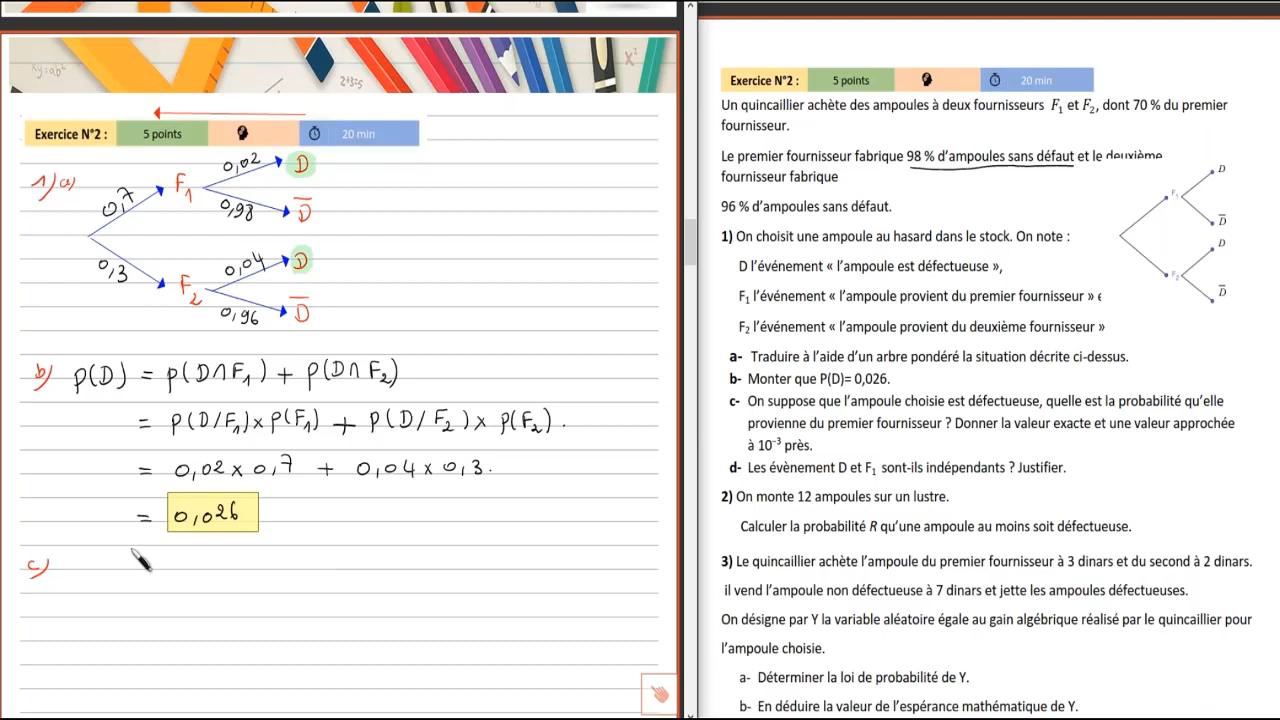 xy=ab²
2+3=5
x²
Exercice N°2 : 5 points 20 min
1) a)
0,7 F1 0,02 D
0,98 D̅
0,3 F2 0,04 D
0,96 D̅
b) p(D) = p(D∩F1) + p(D∩F2)
= p(D/F1) x p(F1) + p(D/F2) x p(F2).
= 0,02 x 0,7 + 0,04 x 0,3.
= 0,026
c)
Exercice N°2 : 5 points 20 min
Un quincaillier achète des ampoules à deux fournisseurs F1 et F2, dont 70 % du premier
fournisseur.
Le premier fournisseur fabrique 98 % d'ampoules sans défaut et le deuxième
fournisseur fabrique
96 % d'ampoules sans défaut.
1) On choisit une ampoule au hasard dans le stock. On note :
D l'événement « l'ampoule est défectueuse »,
F1 l'événement « l'ampoule provient du premier fournisseur » e
F2 l'événement « l'ampoule provient du deuxième fournisseur »
F1 D
D̅
F2 D
D̅
a- Traduire à l'aide d'un arbre pondéré la situation décrite ci-dessus.
b- Monter que P(D)= 0,026.
c- On suppose que l'ampoule choisie est défectueuse, quelle est la probabilité qu'elle
provienne du premier fournisseur ? Donner la valeur exacte et une valeur approchée
à 10⁻³ près.
d- Les évènement D et F1 sont-ils indépendants ? Justifier.
2) On monte 12 ampoules sur un lustre.
Calculer la probabilité R qu'une ampoule au moins soit défectueuse.
3) Le quincaillier achète l'ampoule du premier fournisseur à 3 dinars et du second à 2 dinars.
il vend l'ampoule non défectueuse à 7 dinars et jette les ampoules défectueuses.
On désigne par Y la variable aléatoire égale au gain algébrique réalisé par le quincaillier pour
l'ampoule choisie.
a- Déterminer la loi de probabilité de Y.
b- En déduire la valeur de l'espérance mathématique de Y.